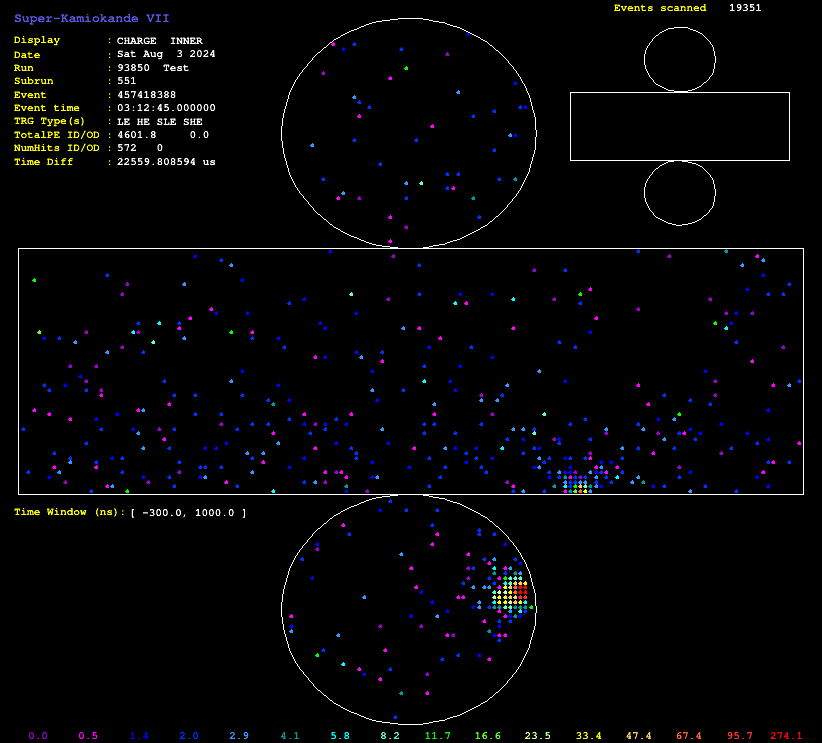 Super-Kamiokande VII
Events scanned 19351
Display : CHARGE INNER
Date : Sat Aug 3 2024
Run : 93850 Test
Subrun : 551
Event : 457418388
Event time : 03:12:45.000000
TRG Type(s) : LE HE SLE SHE
TotalPE ID/OD : 4601.8 0.0
NumHits ID/OD : 572 0
Time Diff : 22559.808594 us
Time Window (ns): [ -300.0, 1000.0 ]
0.0 0.5 1.4 2.0 2.9 4.1 5.8 8.2 11.7 16.6 23.5 33.4 47.4 67.4 95.7 274.1